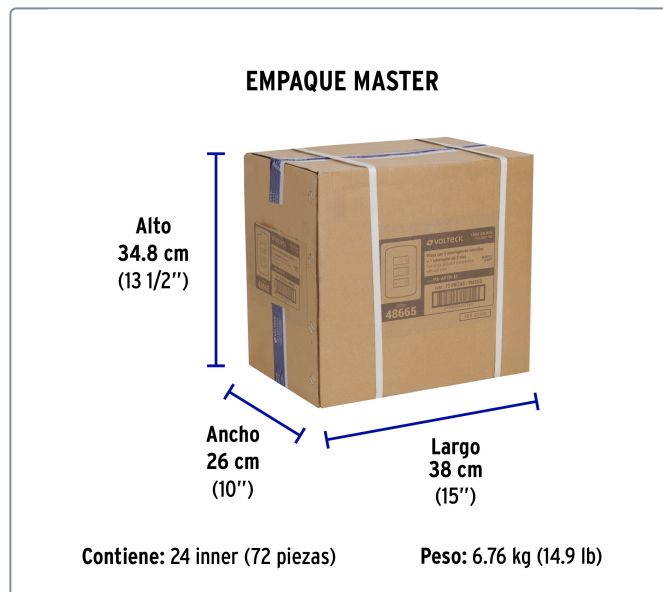 EMPAQUE MASTER
Alto
34.8 cm
(13 1/2”)
VOLTECK
48665
Ancho
26 cm
(10”)
Largo
38 cm
(15”)
Contiene: 24 inner (72 piezas)
Peso: 6.76 kg (14.9 lb)